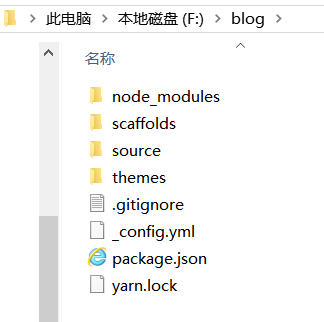 此电脑 > 本地磁盘 (F:) > blog >
名称
node_modules
scaffolds
source
themes
.gitignore
_config.yml
package.json
yarn.lock